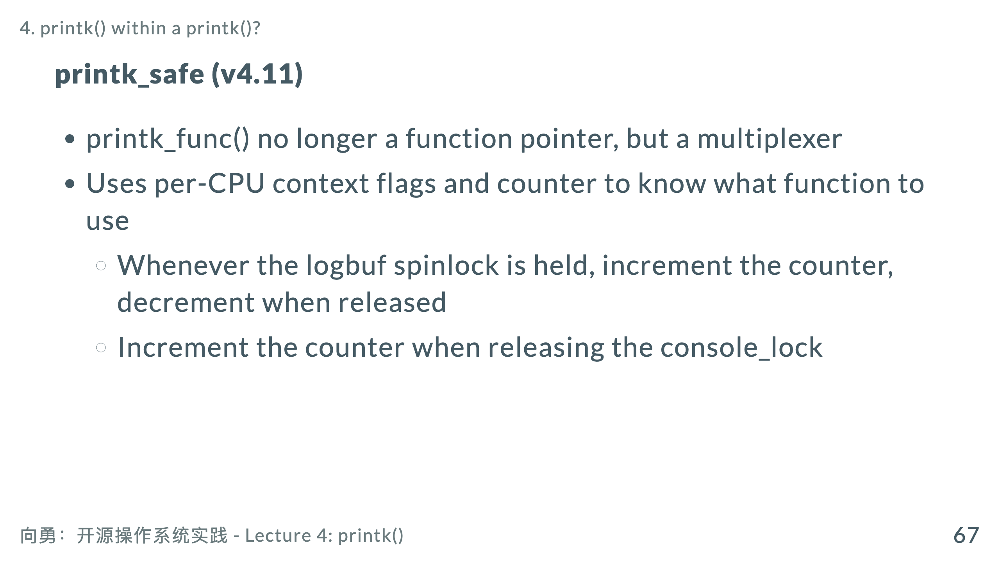 4. printk() within a printk()?
printk_safe (v4.11)
• printk_func() no longer a function pointer, but a multiplexer
• Uses per-CPU context flags and counter to know what function to
use
○ Whenever the logbuf spinlock is held, increment the counter,
decrement when released
○ Increment the counter when releasing the console_lock
向勇：开源操作系统实践 - Lecture 4: printk()
67